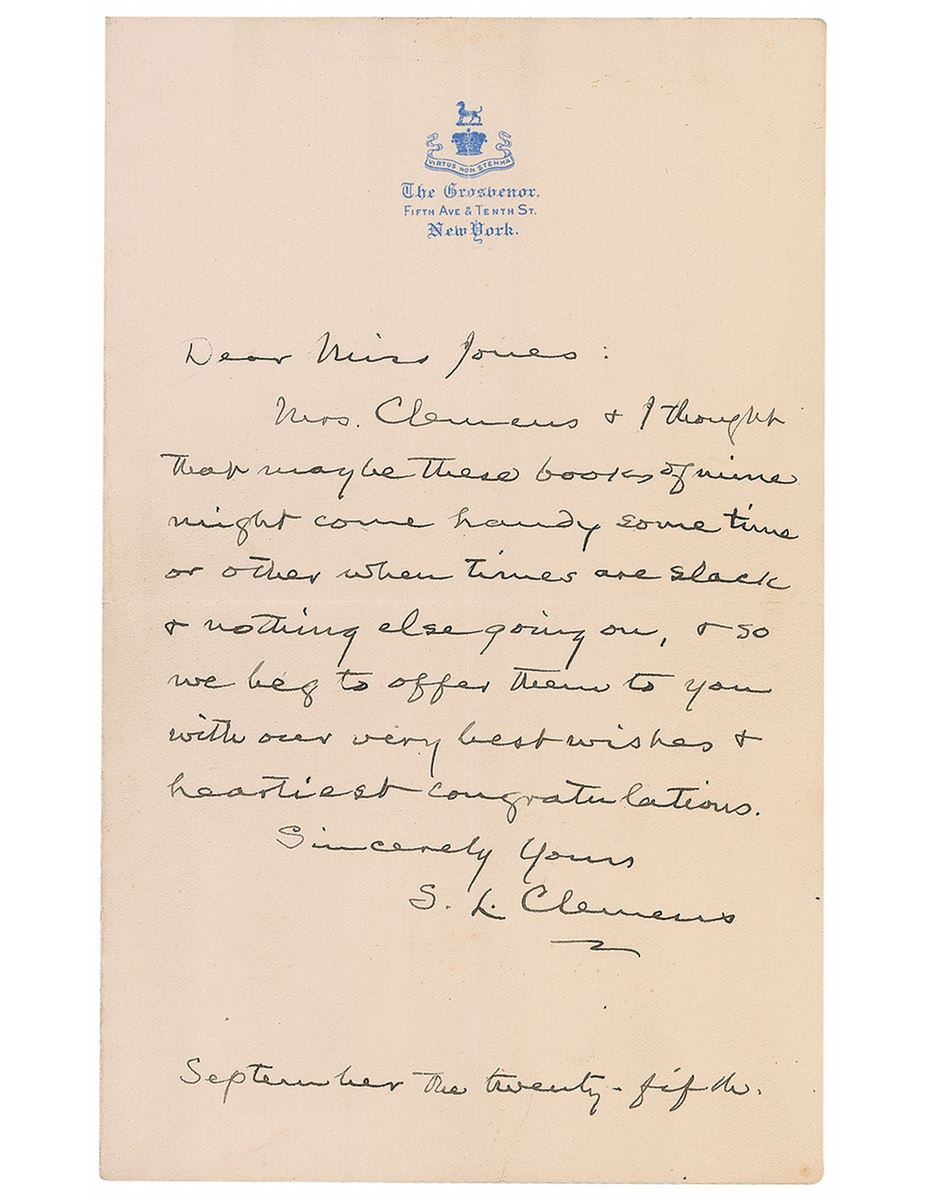 VIRTUS NON STEMMA
The Grosvenor.
FIFTH AVE & TENTH ST.
New York.
Dear Miss Jones:
Mrs. Clemens & I thought
that maybe these books of mine
might come handy some time
or other when times are slack
& nothing else going on, & so
we beg to offer them to you
with our very best wishes &
heartiest congratulations.
Sincerely Yours
S. L. Clemens
September the twenty-fifth.